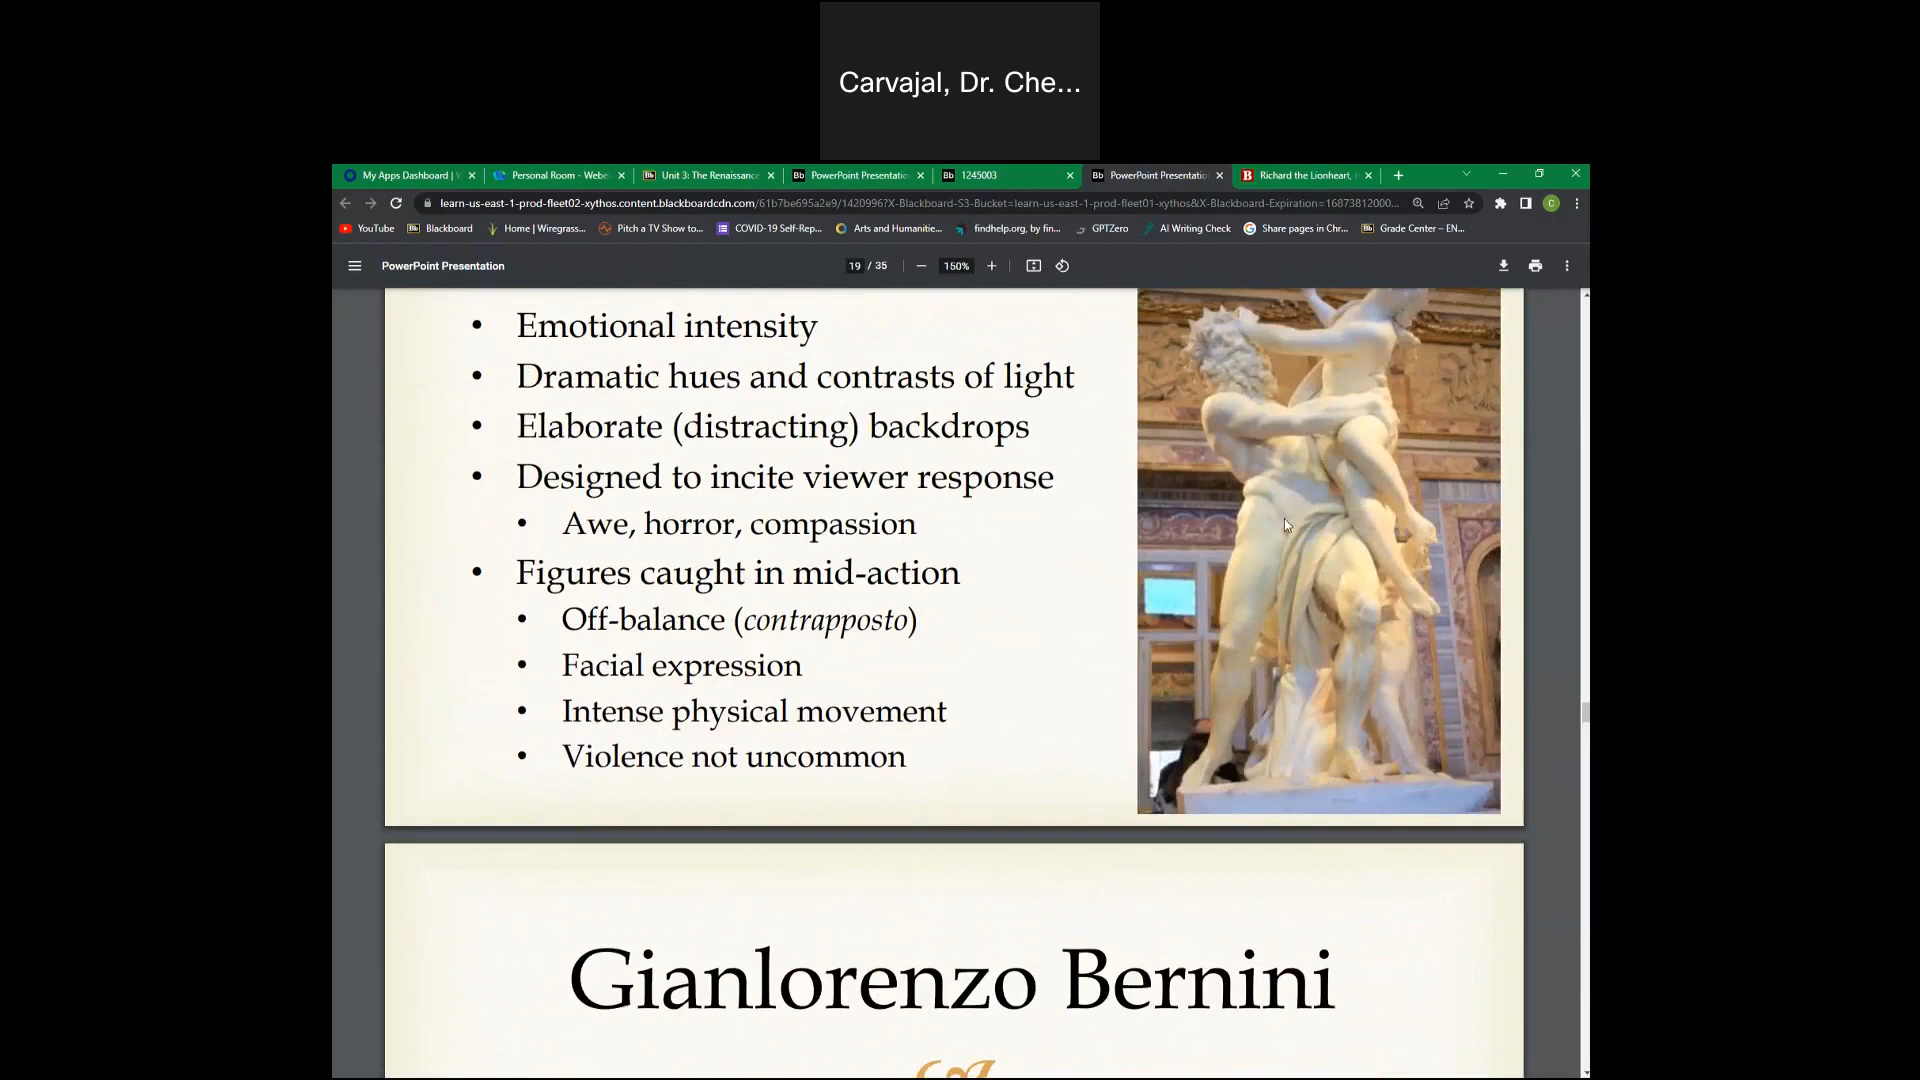 Carvajal, Dr. Che...
My Apps Dashboard |
Personal Room - Webe
Unit 3: The Renaissance
PowerPoint Presentatio
1245003
PowerPoint Presentatio
Richard the Lionheart,
learn-us-east-1-prod-fleet02-xythos.content.blackboardcdn.com/61b7be695a2e9/1420996?X-Blackboard-S3-Bucket=learn-us-east-1-prod-fleet01-xythos&X-Blackboard-Expiration=16873812000...
YouTube
Blackboard
Home | Wiregrass...
Pitch a TV Show to...
COVID-19 Self-Rep...
Arts and Humanitie...
findhelp.org, by fin...
GPTZero
AI Writing Check
Share pages in Chr...
Grade Center – EN...
PowerPoint Presentation
19 / 35
150%
• Emotional intensity
• Dramatic hues and contrasts of light
• Elaborate (distracting) backdrops
• Designed to incite viewer response
• Awe, horror, compassion
• Figures caught in mid-action
• Off-balance (contrapposto)
• Facial expression
• Intense physical movement
• Violence not uncommon
Gianlorenzo Bernini